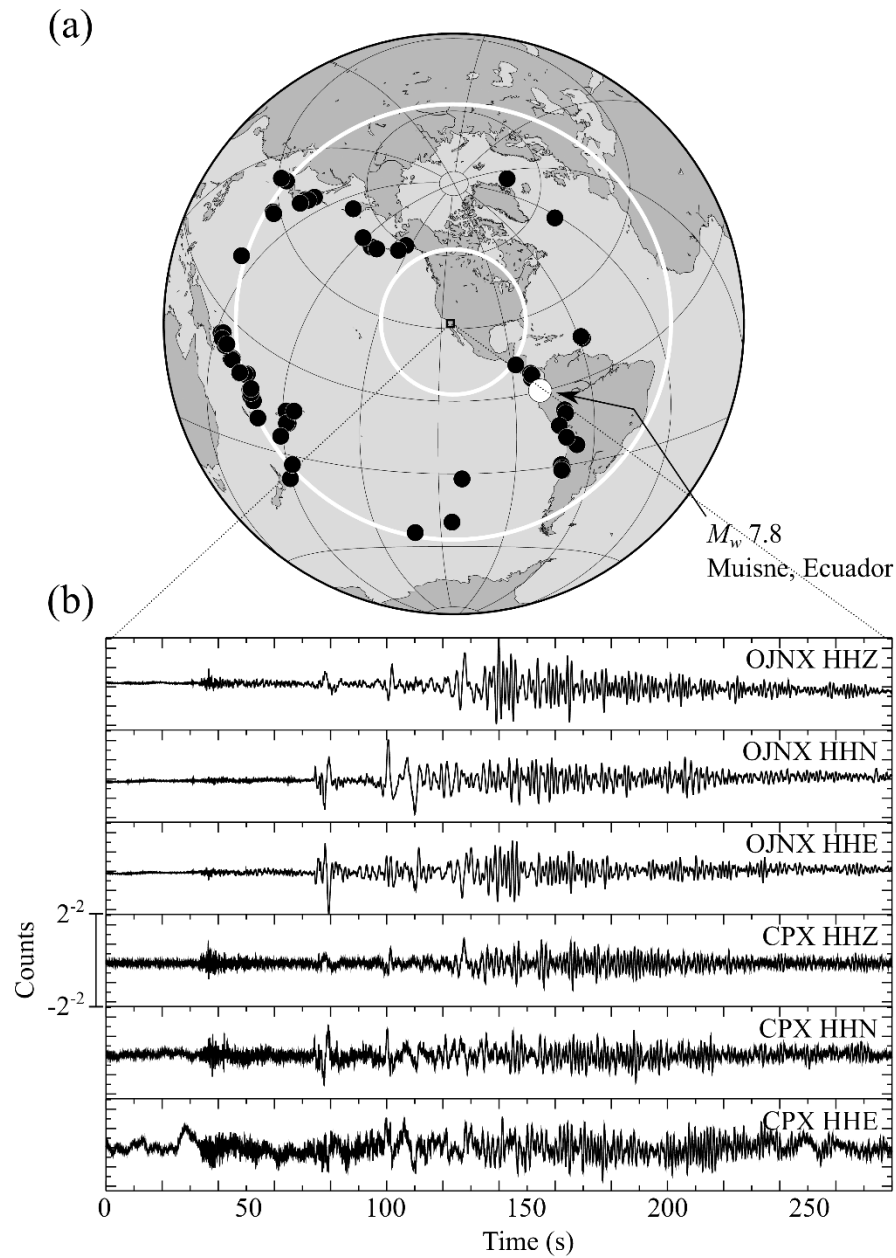 (a)
M_w 7.8
Muisne, Ecuador
(b)
OJNX HHZ
OJNX HHN
OJNX HHE
2^-2
CPX HHZ
Counts
-2^-2
CPX HHN
CPX HHE
0 50 100 150 200 250
Time (s)